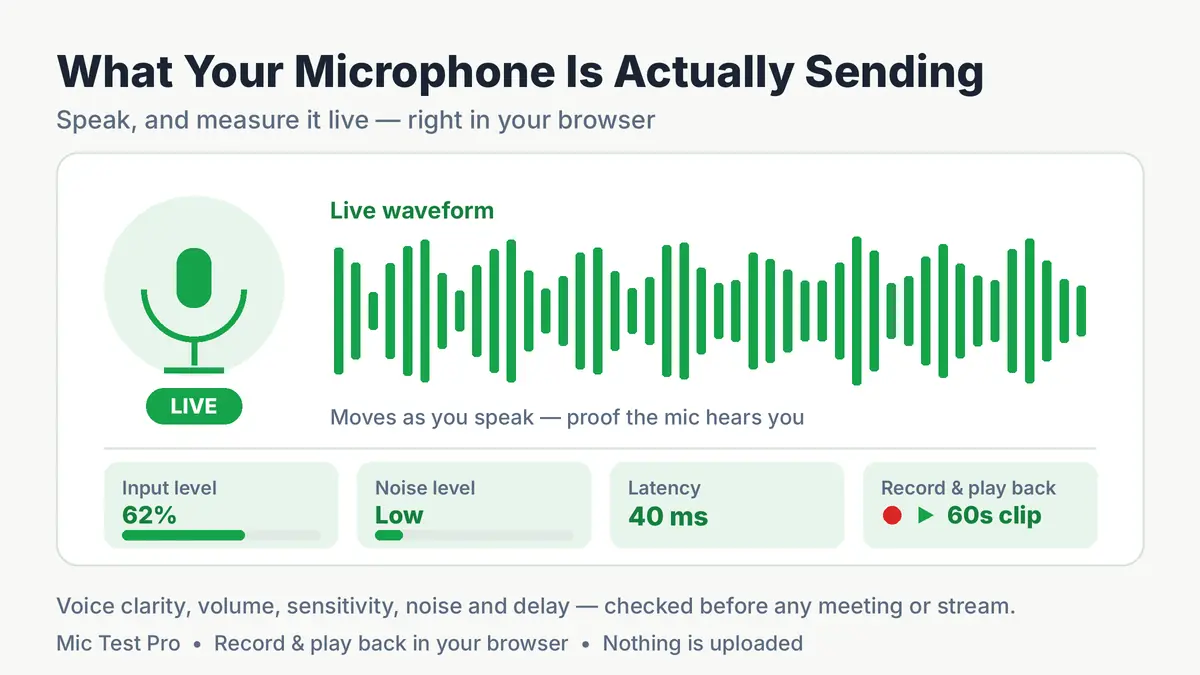 What Your Microphone Is Actually Sending
Speak, and measure it live — right in your browser
Live waveform
LIVE
Moves as you speak — proof the mic hears you
Input level
62%
Noise level
Low
Latency
40 ms
Record & play back
60s clip
Voice clarity, volume, sensitivity, noise and delay — checked before any meeting or stream.
Mic Test Pro • Record & play back in your browser • Nothing is uploaded